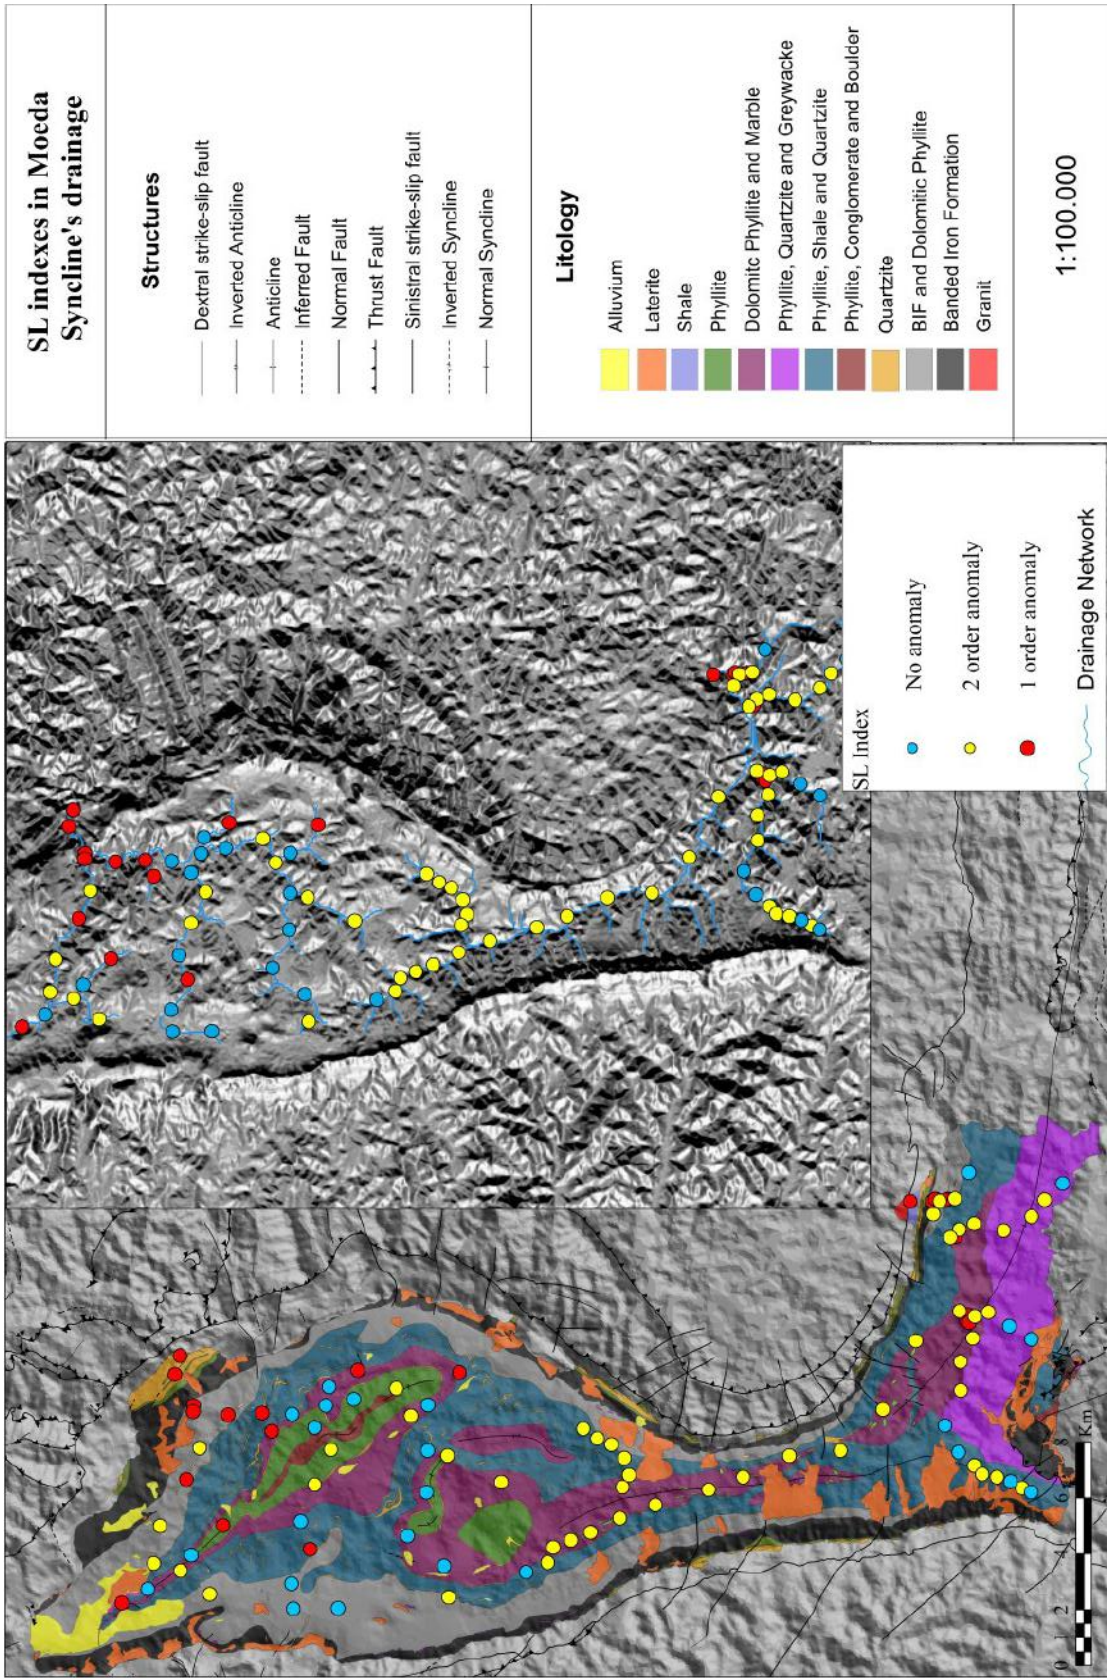 SL indexes in Moeda
Syncline's drainage
Structures
Dextral strike-slip fault
Inverted Anticline
Anticline
Inferred Fault
Normal Fault
Thrust Fault
Sinistral strike-slip fault
Inverted Syncline
Normal Syncline
Litology
Alluvium
Laterite
Shale
Phyllite
Dolomitc Phyllite and Marble
Phyllite, Quartzite and Greywacke
Phyllite, Shale and Quartzite
Phyllite, Conglomerate and Boulder
Quartzite
BIF and Dolomitic Phyllite
Banded Iron Formation
Granit
1:100.000
SL Index
No anomaly
2 order anomaly
1 order anomaly
Drainage Network
0 1 2 4 6 8
Km